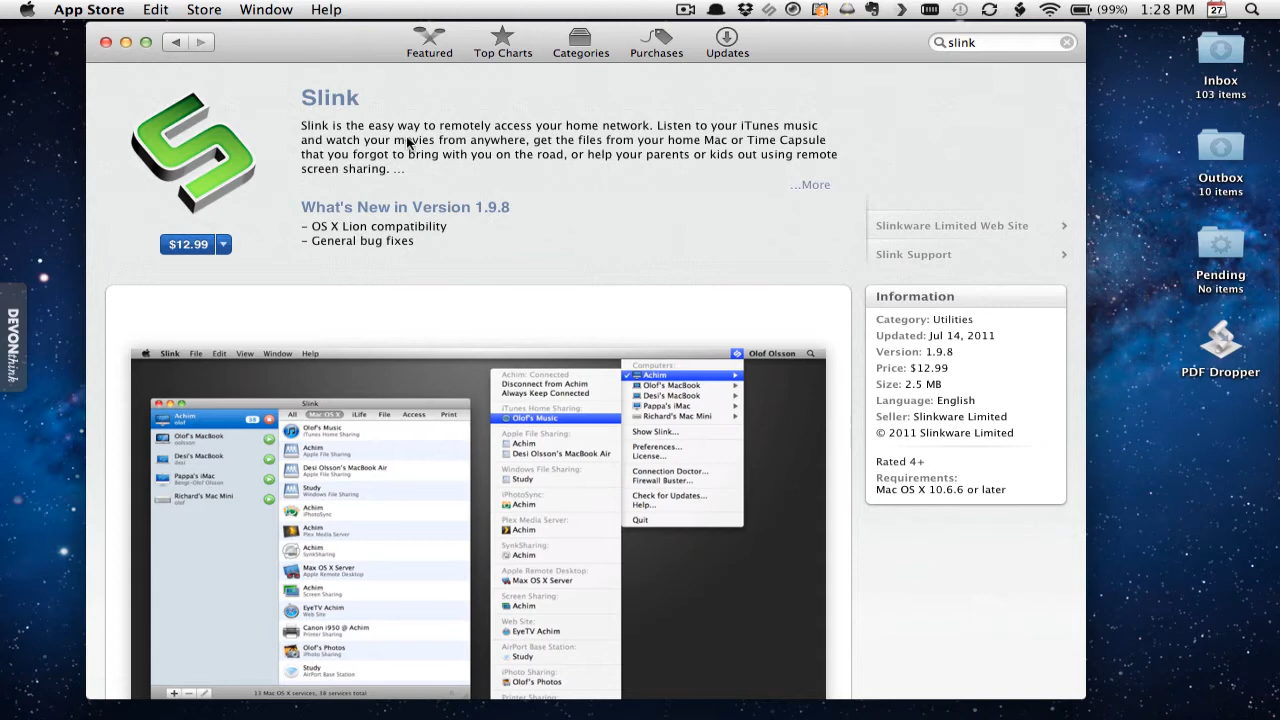 App Store Edit Store Window Help (99%) 1:28 PM 27
Featured Top Charts Categories Purchases Updates slink
Slink
Slink is the easy way to remotely access your home network. Listen to your iTunes music
and watch your movies from anywhere, get the files from your home Mac or Time Capsule
that you forgot to bring with you on the road, or help your parents or kids out using remote
screen sharing. ...
...More
What's New in Version 1.9.8
- OS X Lion compatibility
- General bug fixes
$12.99
Slinkware Limited Web Site
Slink Support
Information
Category: Utilities
Updated: Jul 14, 2011
Version: 1.9.8
Price: $12.99
Size: 2.5 MB
Language: English
Seller: Slinkware Limited
© 2011 Slinkware Limited
Rated 4+
Requirements:
Mac OS X 10.6.6 or later
Slink File Edit View Window Help Olof Olsson
Slink
Achim
olof
Olof's MacBook
Desi's MacBook
Pappa's iMac
Bengt-Olof Olsson
Richard's Mac Mini
olof
All Mac OS X iLife File Access Print
Olof's Music
iTunes Home Sharing
Achim
Apple File Sharing
Desi Olsson's MacBook Air
Apple File Sharing
Study
Windows File Sharing
Achim
iPhotoSync
Achim
Plex Media Server
Achim
SynkSharing
Max OS X Server
Apple Remote Desktop
Achim
Screen Sharing
EyeTV Achim
Web Site
Canon i950 @ Achim
Printer Sharing
Olof's Photos
iPhoto Sharing
Study
AirPort Base Station
13 Mac OS X services, 38 services total
Achim: Connected
Disconnect from Achim
Always Keep Connected
iTunes Home Sharing:
Olof's Music
Apple File Sharing:
Achim
Desi Olsson's MacBook Air
Windows File Sharing:
Study
iPhotoSync:
Achim
Plex Media Server:
Achim
SynkSharing:
Achim
Apple Remote Desktop:
Max OS X Server
Screen Sharing:
Achim
Web Site:
EyeTV Achim
AirPort Base Station:
Study
iPhoto Sharing:
Olof's Photos
Printer Sharing:
Computers:
Achim
Olof's MacBook
Desi's MacBook
Pappa's iMac
Richard's Mac Mini
Show Slink...
Preferences...
License...
Connection Doctor...
Firewall Buster...
Check for Updates...
Help...
Quit
Inbox
103 items
Outbox
10 items
Pending
No items
PDF Dropper
DEVONthink